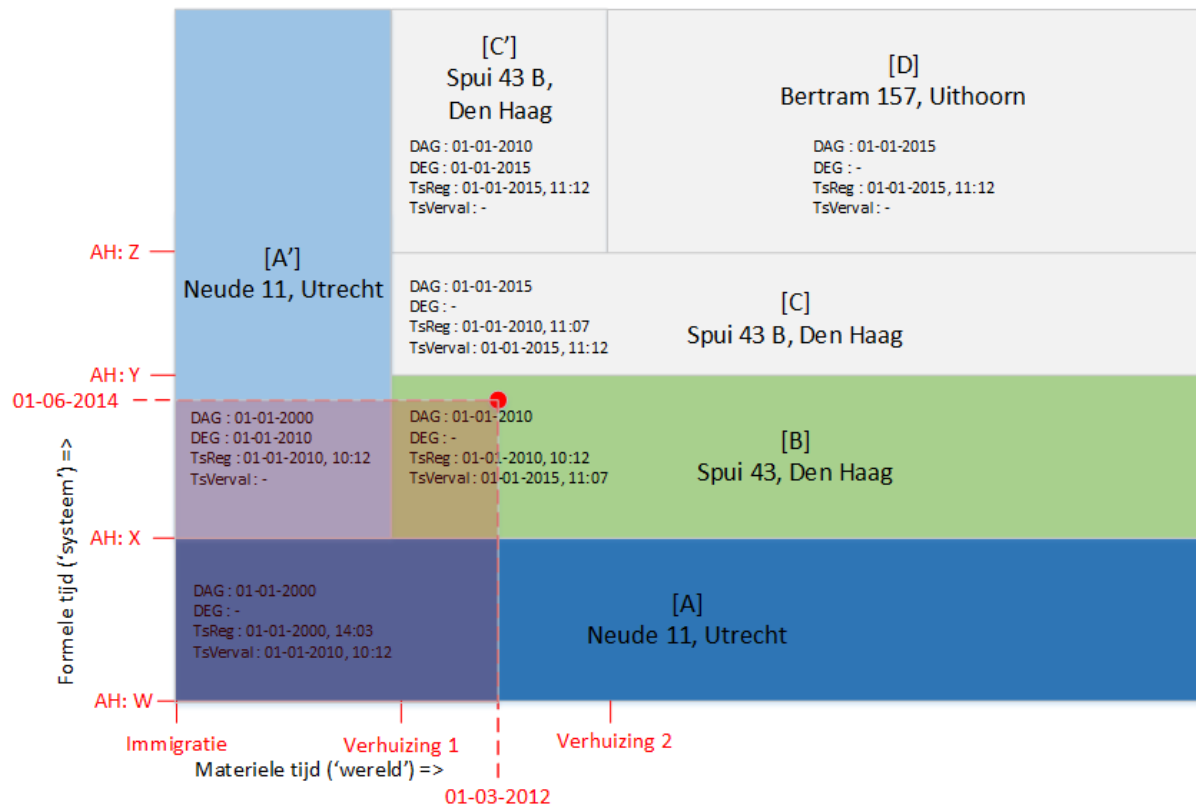 [C']
Spui 43 B,
Den Haag
DAG : 01-01-2010
DEG : 01-01-2015
TsReg : 01-01-2015, 11:12
TsVerval : -
[D]
Bertram 157, Uithoorn
DAG : 01-01-2015
DEG : -
TsReg : 01-01-2015, 11:12
TsVerval : -
AH: Z
[A']
Neude 11, Utrecht
DAG : 01-01-2015
DEG : -
TsReg : 01-01-2010, 11:07
TsVerval : 01-01-2015, 11:12
[C]
Spui 43 B, Den Haag
AH: Y
01-06-2014
DAG : 01-01-2000
DEG : 01-01-2010
TsReg : 01-01-2010, 10:12
TsVerval : -
DAG : 01-01-2010
DEG : -
TsReg : 01-01-2010, 10:12
TsVerval : 01-01-2015, 11:07
[B]
Spui 43, Den Haag
Formele tijd ('systeem') =>
AH: X
DAG : 01-01-2000
DEG : -
TsReg : 01-01-2000, 14:03
TsVerval : 01-01-2010, 10:12
[A]
Neude 11, Utrecht
AH: W
Immigratie
Verhuizing 1
Verhuizing 2
Materiele tijd ('wereld') =>
01-03-2012